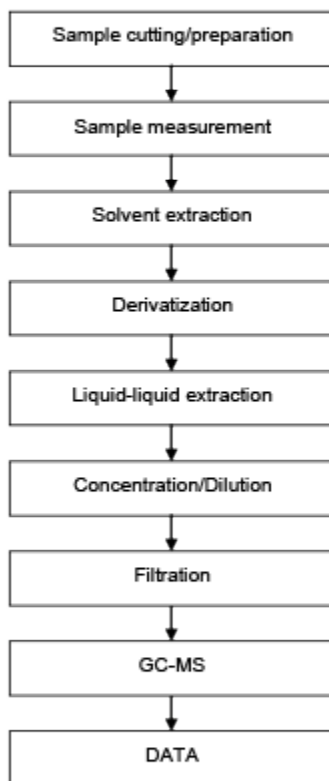 Sample cutting/preparation
Sample measurement
Solvent extraction
Derivatization
Liquid-liquid extraction
Concentration/Dilution
Filtration
GC-MS
DATA